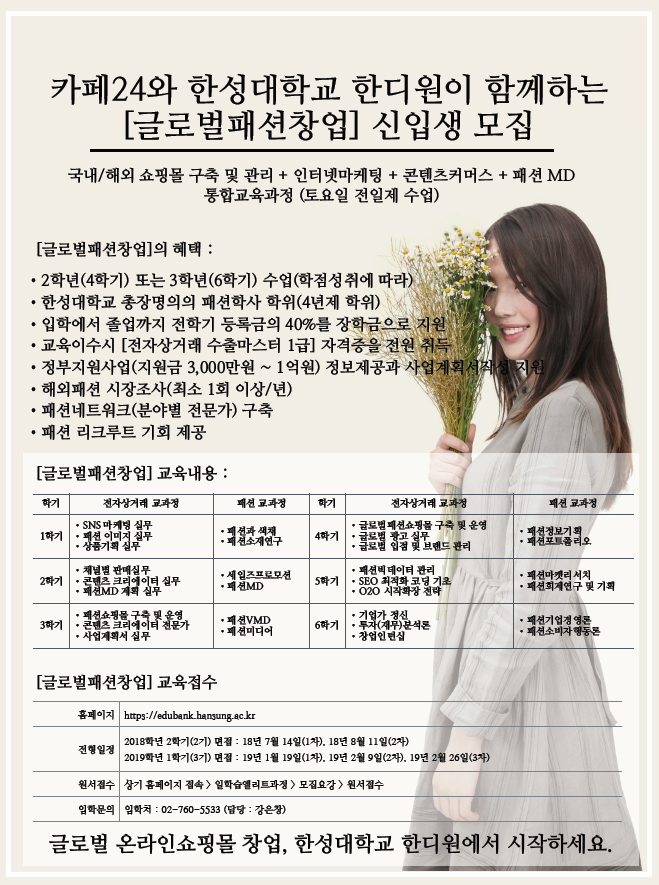 카페24와 한성대학교 한디원이 함께하는
[글로벌패션창업] 신입생 모집
국내/해외 쇼핑몰 구축 및 관리 + 인터넷마케팅 + 콘텐츠커머스 + 패션 MD
통합교육과정 (토요일 전일제 수업)
[글로벌패션창업]의 혜택 :
• 2학년(4학기) 또는 3학년(6학기) 수업(학점성취에 따라)
• 한성대학교 총장명의의 패션학사 학위(4년제 학위)
• 입학에서 졸업까지 전학기 등록금의 40%를 장학금으로 지원
• 교육이수시 [전자상거래 수출마스터 1급] 자격증을 전원 취득
• 정부지원사업(지원금 3,000만원 ~ 1억원) 정보제공과 사업계획서작성 지원
• 해외패션 시장조사(최소 1회 이상/년)
• 패션네트워크(분야별 전문가) 구축
• 패션 리크루트 기회 제공
[글로벌패션창업] 교육내용 :
학기 전자상거래 교과정 패션 교과정 학기 전자상거래 교과정 패션 교과정
1학기
• SNS 마케팅 실무
• 패션 이미지 실무
• 상품기획 실무
• 패션과 색채
• 패션소재연구
4학기
• 글로벌패션쇼핑몰 구축 및 운영
• 글로벌 광고 실무
• 글로벌 입점 및 브랜드 관리
• 패션정보기획
• 패션포트폴리오
2학기
• 채널별 판매실무
• 콘텐츠 크리에이터 실무
• 패션MD 계획 실무
• 세일즈프로모션
• 패션MD
5학기
• 패션빅데이터 관리
• SEO 최적화 코딩 기초
• O2O 시작화장 전략
• 패션마켓리서치
• 패션회계연구 및 기획
3학기
• 패션쇼핑몰 구축 및 운영
• 콘텐츠 크리에이터 전문가
• 사업계획서 실무
• 패션VMD
• 패션미디어
6학기
• 기업가 정신
• 투자(재무)분석론
• 창업인턴십
• 패션기업경영론
• 패션소비자행동론
[글로벌패션창업] 교육접수
홈페이지 https://edubank.hansung.ac.kr
전형일정
2018학년 2학기(2기) 면접 : 18년 7월 14일(1차), 18년 8월 11일(2차)
2019학년 1학기(3기) 면접 : 19년 1월 19일(1차), 19년 2월 9일(2차), 19년 2월 26일(3차)
원서접수 상기 홈페이지 접속 > 일학습엘리트과정 > 모집요강 > 원서접수
입학문의 입학처 : 02-760-5533 (담당 : 강은장)
글로벌 온라인쇼핑몰 창업, 한성대학교 한디원에서 시작하세요.